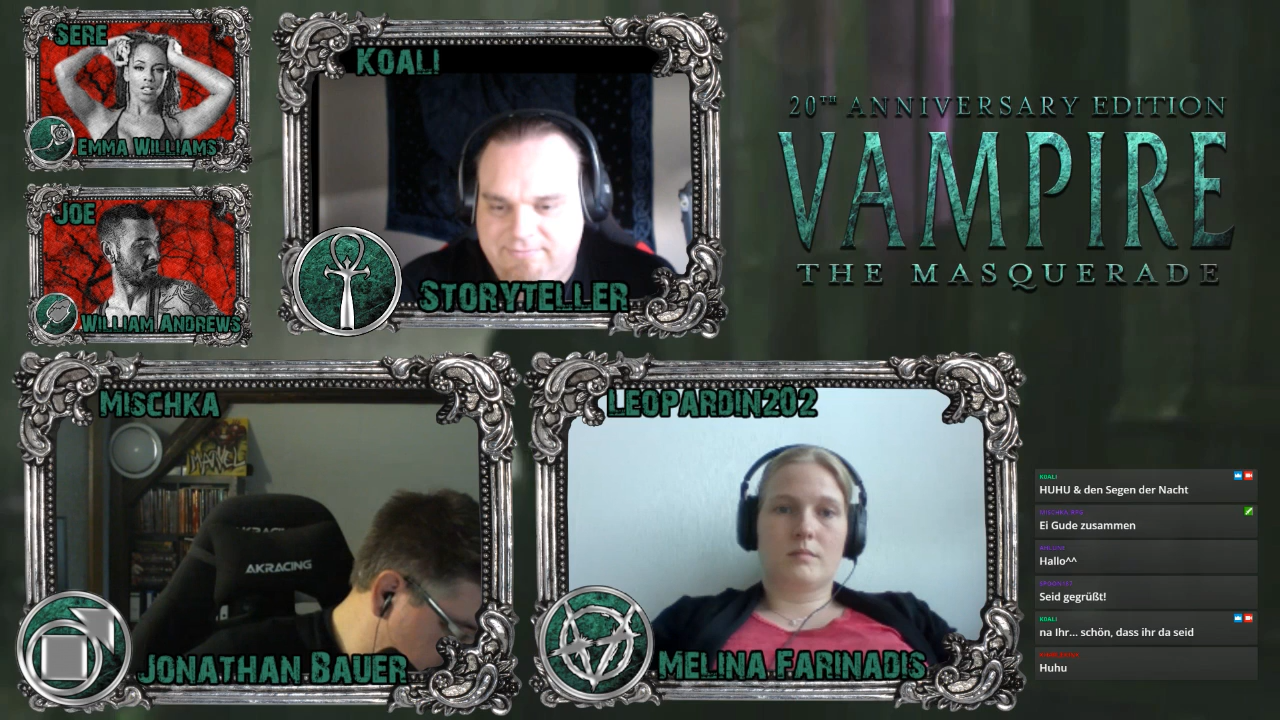 SERE
EMMA WILLIAMS
JOE
WILLIAM ANDREWS
KOALI
STORYTELLER
20TH ANNIVERSARY EDITION
VAMPIRE
THE MASQUERADE
MISCHKA
AKRACING
JONATHAN BAUER
LEOPARDIN202
MELINA FARINADIS
KOALI
HUHU & den Segen der Nacht
MISCHKA RPG
Ei Gude zusammen
Hallo^^
Seid gegrüßt!
KOALI
na Ihr... schön, dass ihr da seid
Huhu